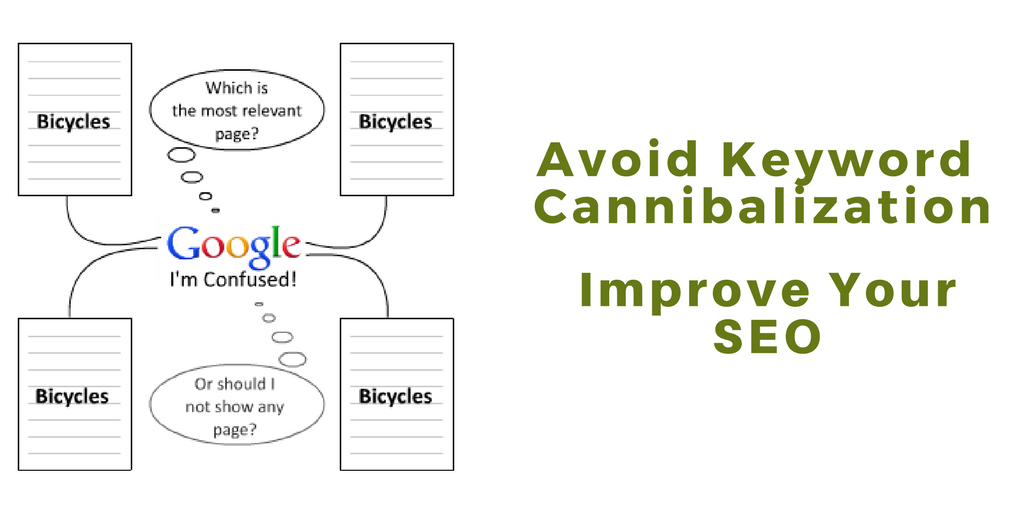 Bicycles
Which is
the most relevant
page?
Bicycles
Google
I'm Confused!
Bicycles
Or should I
not show any
page?
Bicycles
Avoid Keyword
Cannibalization
Improve Your
SEO